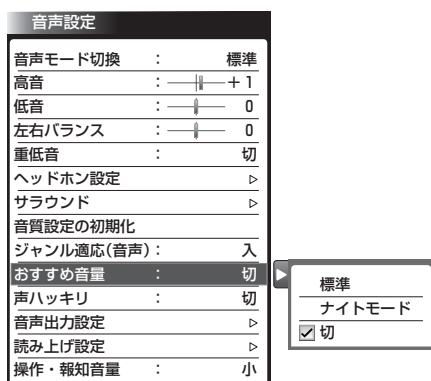 音声設定
音声モード切換 : 標準
高音 : +1
低音 : 0
左右バランス : 0
重低音 : 切
ヘッドホン設定
サラウンド
音質設定の初期化
ジャンル適応(音声) : 入
おすすめ音量 : 切
声ハッキリ : 切
音声出力設定
読み上げ設定
操作・報知音量 : 小
標準
ナイトモード
切